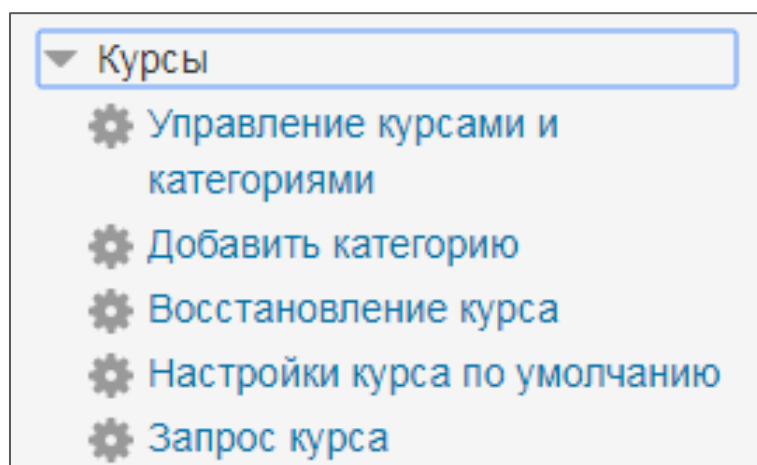 Курсы
Управление курсами и
категориями
Добавить категорию
Восстановление курса
Настройки курса по умолчанию
Запрос курса